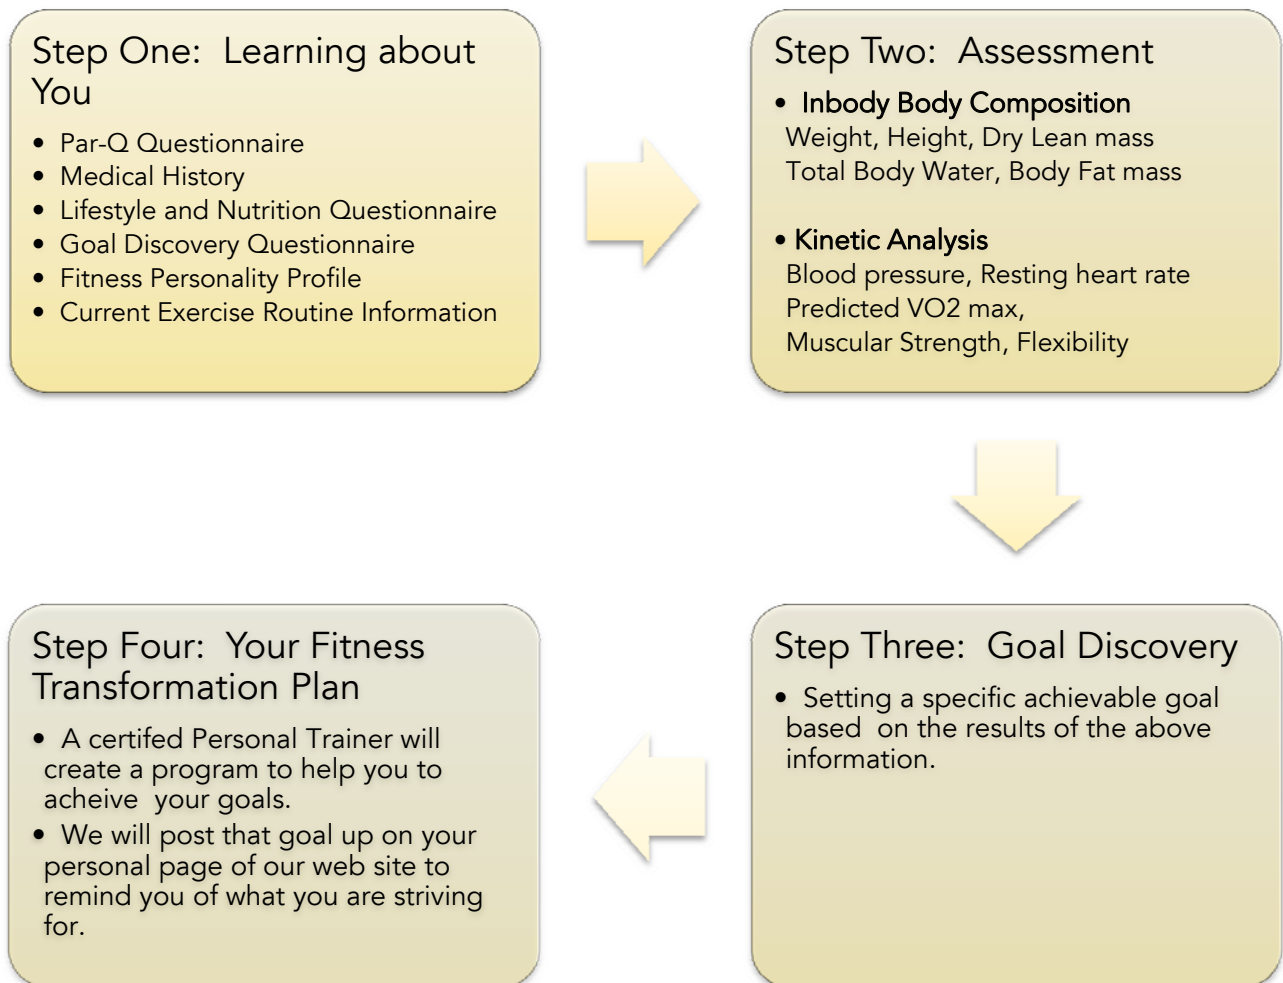 Step One: Learning about
You
• Par-Q Questionnaire
• Medical History
• Lifestyle and Nutrition Questionnaire
• Goal Discovery Questionnaire
• Fitness Personality Profile
• Current Exercise Routine Information
Step Two: Assessment
• Inbody Body Composition
Weight, Height, Dry Lean mass
Total Body Water, Body Fat mass
• Kinetic Analysis
Blood pressure, Resting heart rate
Predicted VO2 max,
Muscular Strength, Flexibility
Step Three: Goal Discovery
• Setting a specific achievable goal
based on the results of the above
information.
Step Four: Your Fitness
Transformation Plan
• A certifed Personal Trainer will
create a program to help you to
acheive your goals.
• We will post that goal up on your
personal page of our web site to
remind you of what you are striving
for.